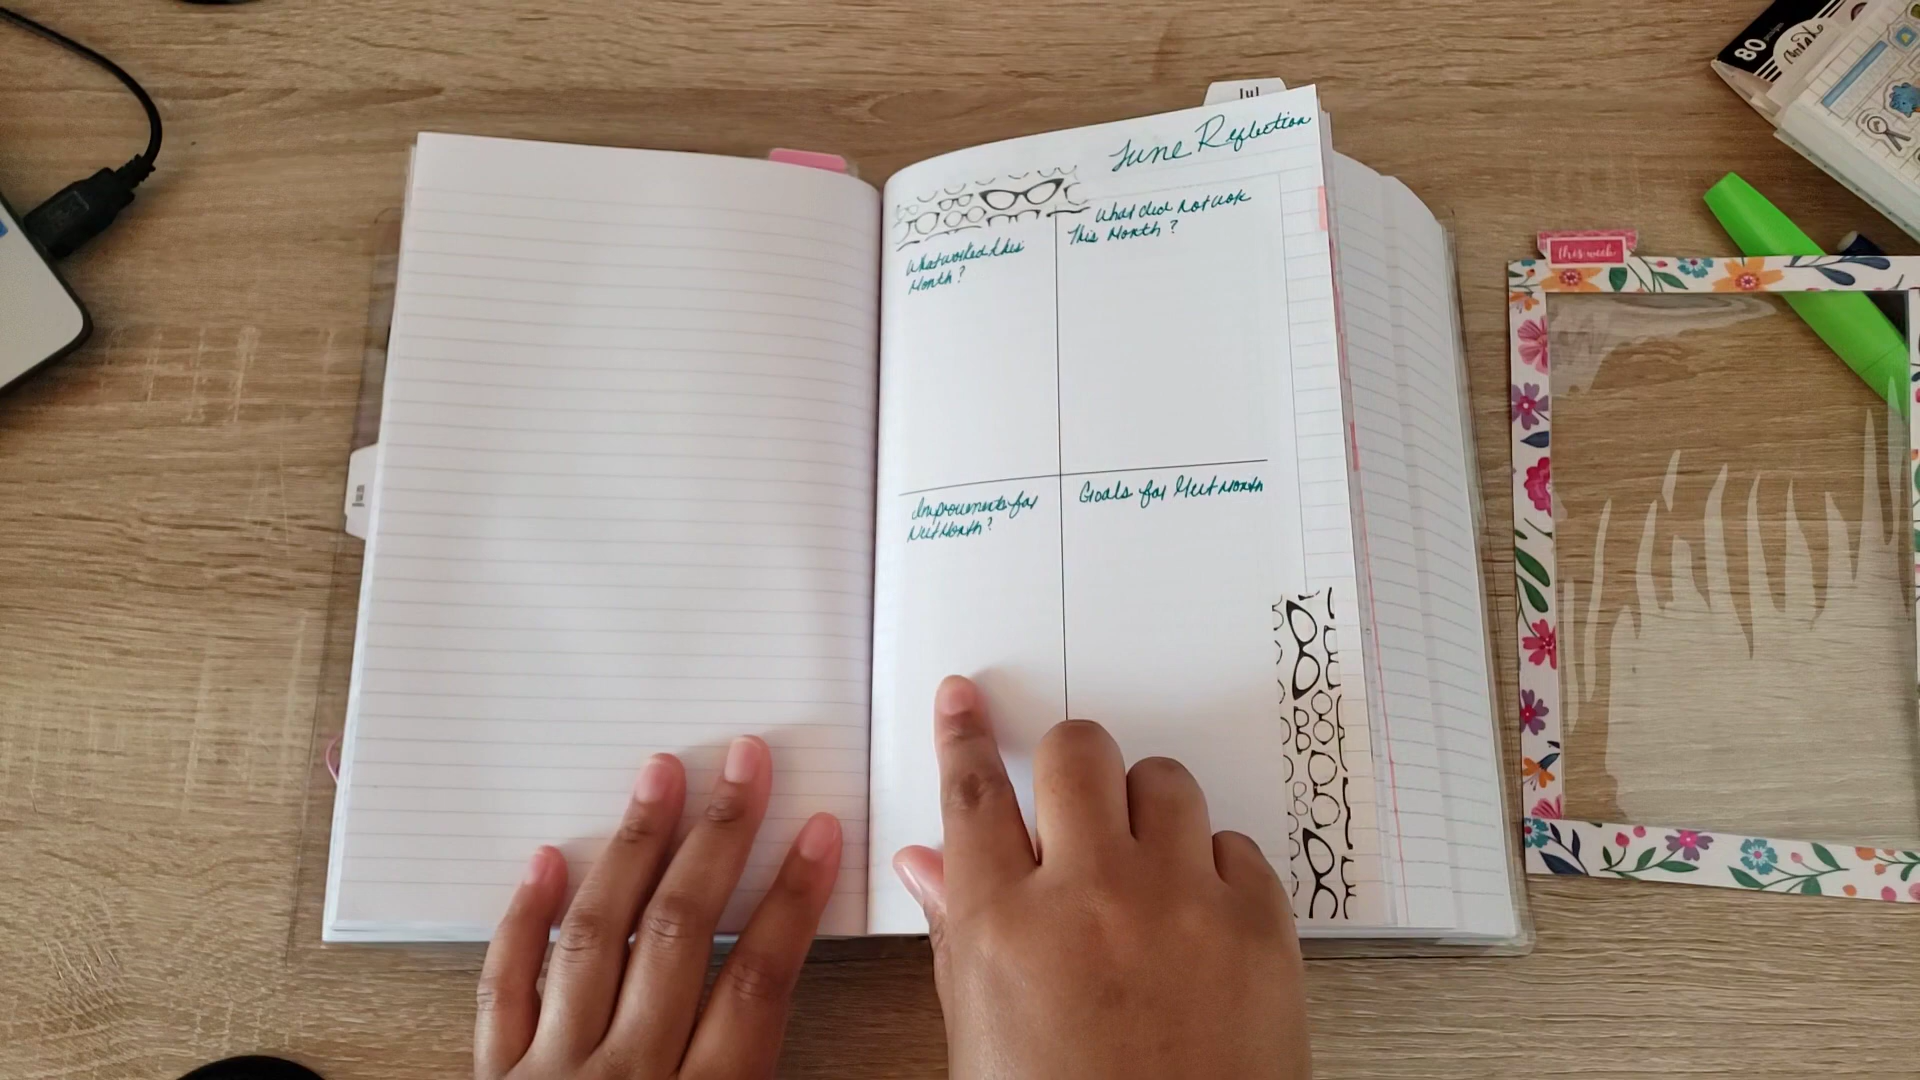 Jul
June Reflection
What worked this
Month?
What did not work
This Month?
Improvements for
Next Month?
Goals for Next Month
80
this week